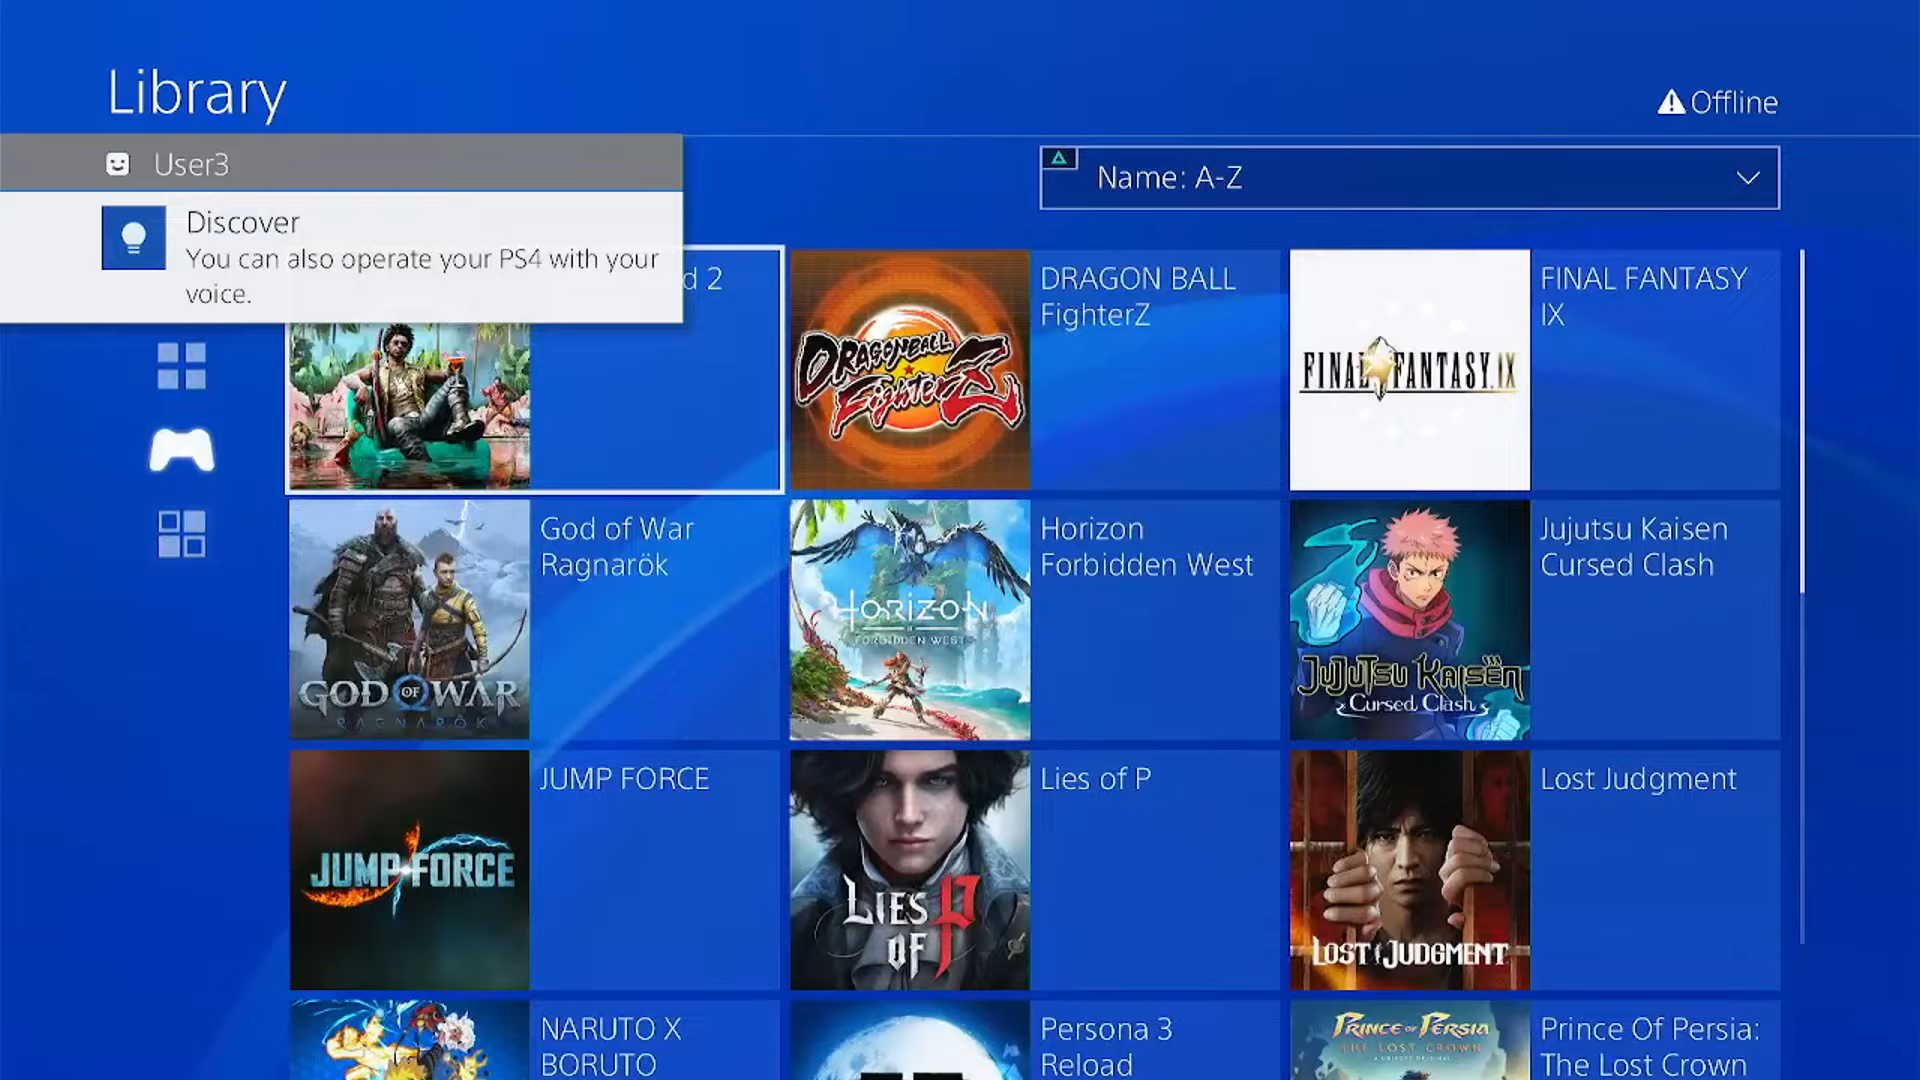 Library
Offline
User3
Discover
You can also operate your PS4 with your
voice.
Name: A-Z
d 2
DRAGON BALL
FighterZ
DRAGONBALL
FighterZ
FINAL FANTASY
IX
FINAL FANTASY.IX
God of War
Ragnarök
GOD OF WAR
RAGNARÖK
Horizon
Forbidden West
HORIZON
FORBIDDEN WEST
Jujutsu Kaisen
Cursed Clash
JUJUTSU KAISEN
Cursed Clash
JUMP FORCE
JUMP FORCE
Lies of P
LIES
OF P
Lost Judgment
LOST JUDGMENT
NARUTO X
BORUTO
Persona 3
Reload
PRINCE OF PERSIA
THE LOST CROWN
Prince Of Persia:
The Lost Crown